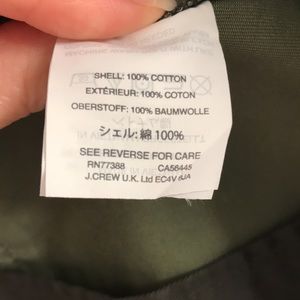 SHELL: 100% COTTON
EXTÉRIEUR: 100% COTON
OBERSTOFF: 100% BAUMWOLLE
シェル: 綿 100%
SEE REVERSE FOR CARE
RN77388 CA56445
J.CREW U.K. Ltd EC4V 6JA